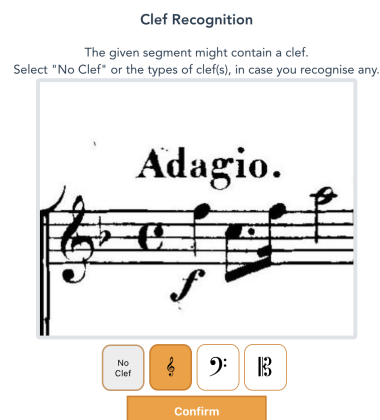 Clef Recognition
The given segment might contain a clef.
Select "No Clef" or the types of clef(s), in case you recognise any.
Adagio.
f
No
Clef
Confirm